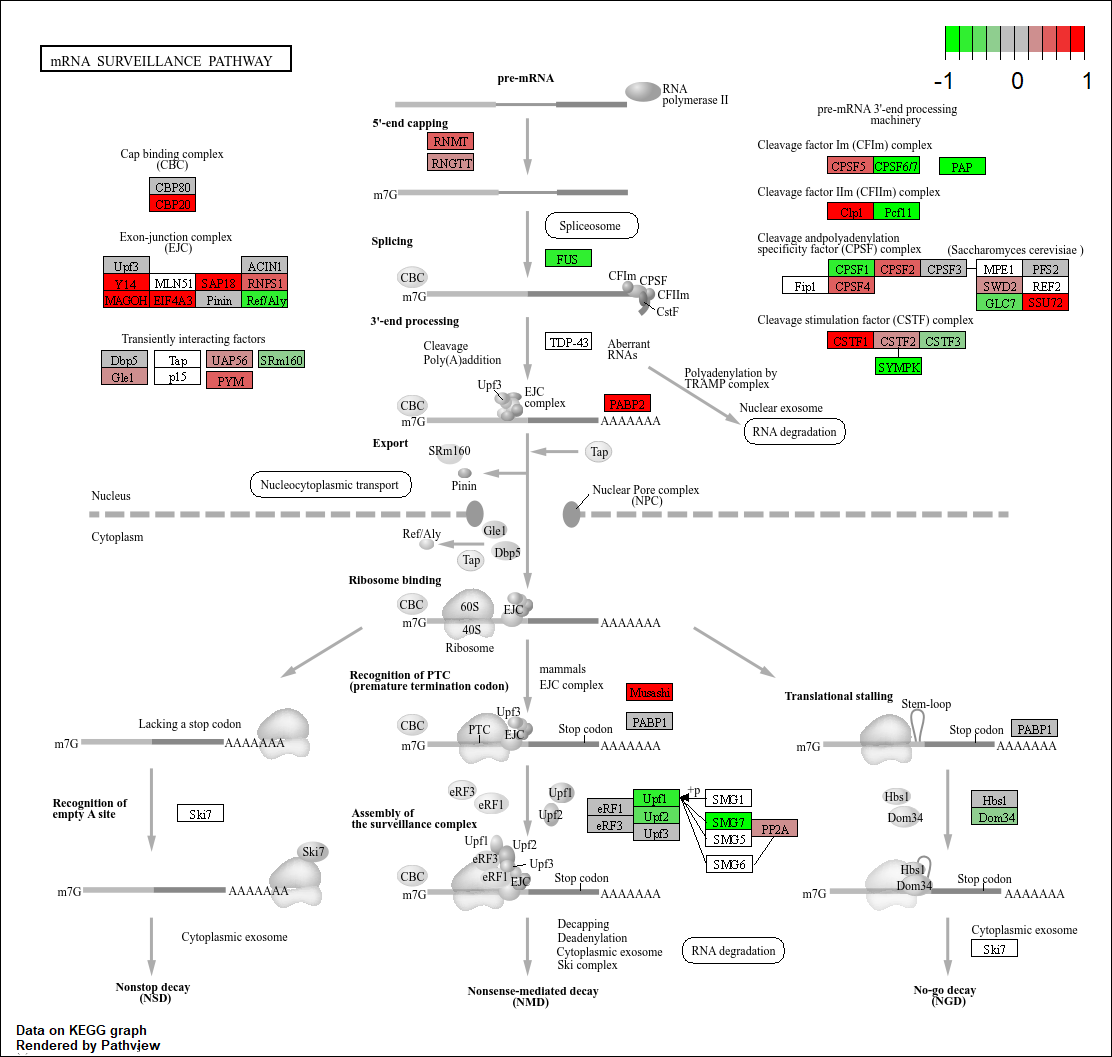 mRNA SURVEILLANCE PATHWAY
-1 0 1
pre-mRNA
RNA
polymerase II
5'-end capping
RNMT
RNGTT
m7G
Cap binding complex
(CBC)
CBP80
CBP20
Exon-junction complex
(EJC)
Upf3 ACIN1
Y14 MLN51 SAP18 RNPS1
MAGOH EIF4A3 Pinin Ref/Aly
Transiently interacting factors
Dbp5 Tap UAP56 SRm160
Gle1 p15 PYM
pre-mRNA 3'-end processing
machinery
Cleavage factor Im (CFIm) complex
CPSF5 CPSF6/7 PAP
Cleavage factor IIm (CFIIm) complex
Clp1 Pcf11
Cleavage andpolyadenylation
specificity factor (CPSF) complex
(Saccharomyces cerevisiae )
CPSF1 CPSF2 CPSF3 MPE1 PFS2
Fip1 CPSF4 SWD2 REF2
GLC7 SSU72
Cleavage stimulation factor (CSTF) complex
CSTF1 CSTF2 CSTF3
SYMPK
Spliceosome
Splicing
FUS
CBC
m7G
CFIm
CPSF
CFIIm
CstF
3'-end processing
Cleavage
Poly(A)addition
TDP-43
Aberrant
RNAs
Polyadenylation by
TRAMP complex
Nuclear exosome
RNA degradation
Upf3
EJC
complex
CBC
m7G
PABP2
AAAAAAA
Export
SRm160
Tap
Pinin
Nucleocytoplasmic transport
Nuclear Pore complex
(NPC)
Nucleus
Cytoplasm
Ref/Aly
Gle1
Dbp5
Tap
Ribosome binding
CBC
m7G
60S
40S
EJC
AAAAAAA
Ribosome
Recognition of PTC
(premature termination codon)
mammals
EJC complex
Musashi
PABP1
Upf3
CBC
m7G
PTC
EJC
Stop codon
AAAAAAA
Lacking a stop codon
m7G
AAAAAAA
Translational stalling
Stem-loop
Stop codon
PABP1
m7G
AAAAAAA
Recognition of
empty A site
Ski7
Ski7
m7G
AAAAAAA
Cytoplasmic exosome
Nonstop decay
(NSD)
eRF3
eRF1
Upf1
Upf2
Assembly of
the surveillance complex
eRF1
eRF3
Upf1
Upf2
Upf3
+p
SMG1
SMG7
SMG5
SMG6
PP2A
Upf1
Upf2
eRF3
Upf3
eRF1
EJC
CBC
m7G
Stop codon
AAAAAAA
Decapping
Deadenylation
Cytoplasmic exosome
Ski complex
RNA degradation
Nonsense-mediated decay
(NMD)
Hbs1
Dom34
Hbs1
Dom34
Hbs1
Dom34
m7G
Stop codon
AAAAAAA
Cytoplasmic exosome
Ski7
No-go decay
(NGD)
Data on KEGG graph
Rendered by Pathview